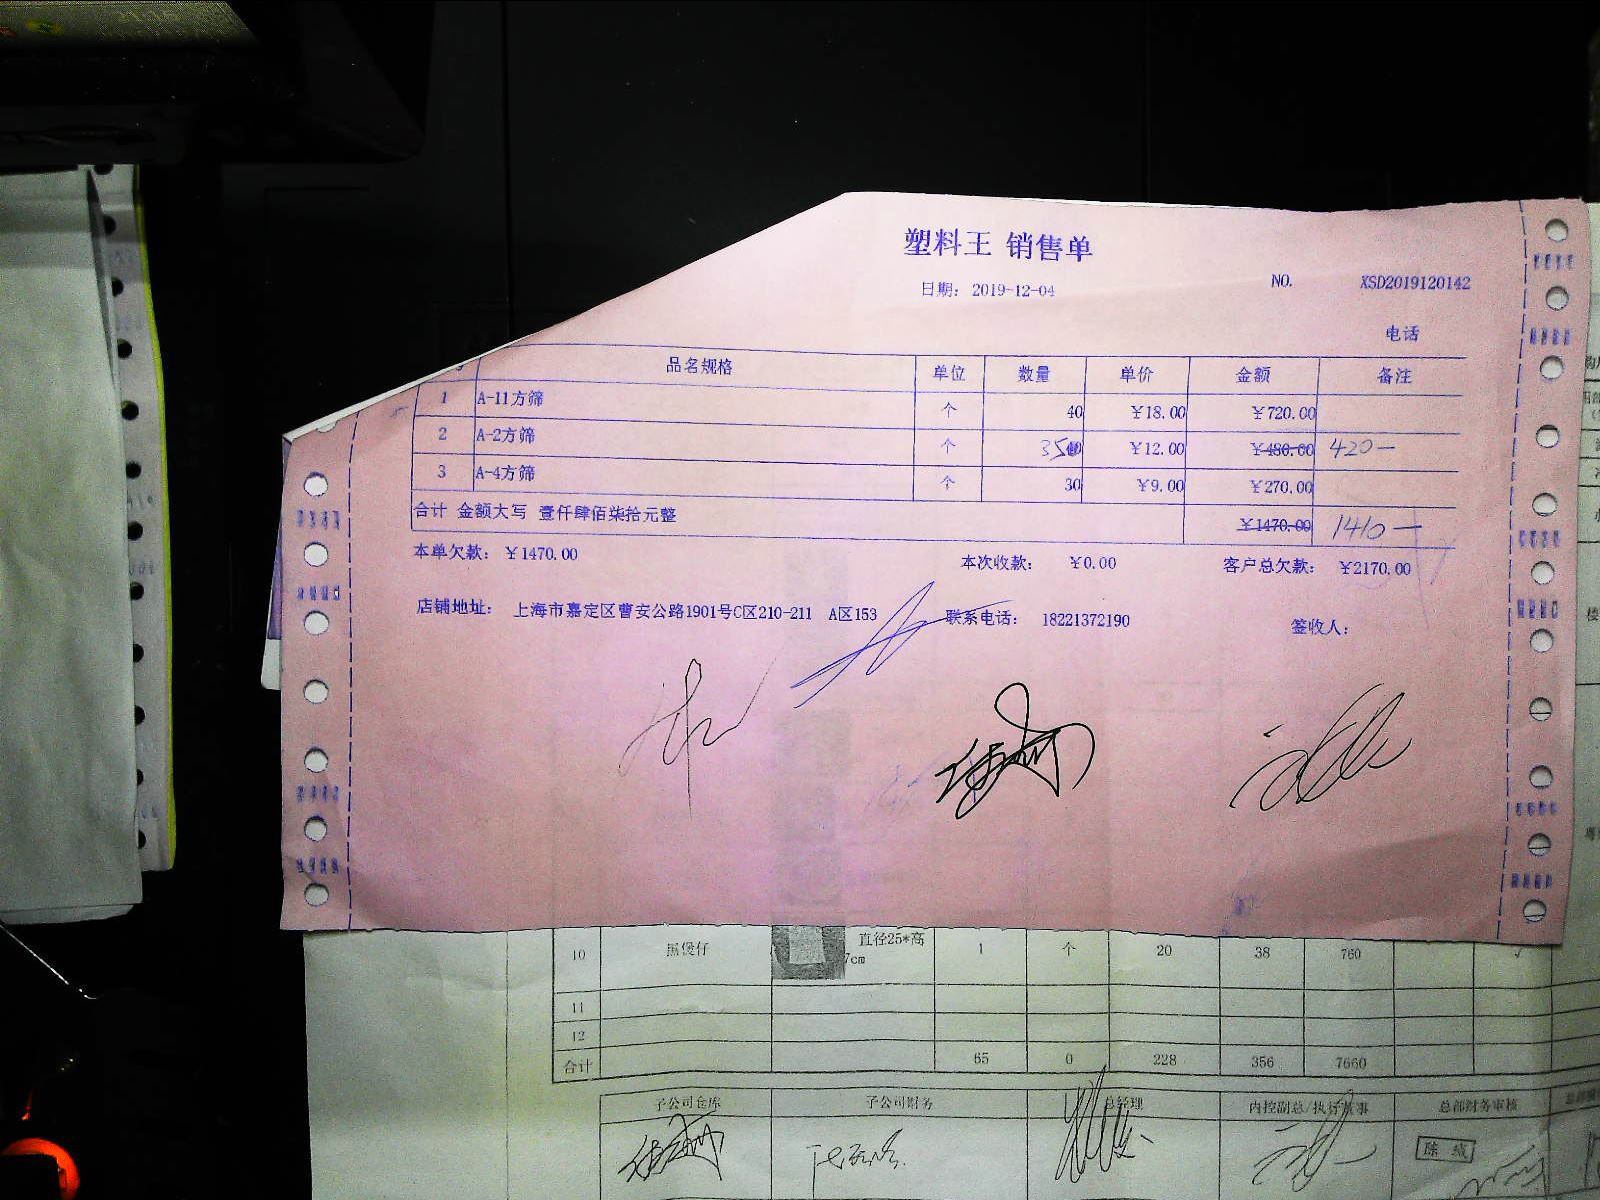 塑料王 销售单
日期： 2019-12-04 NO. XSD2019120142
电话
品名规格 单位 数量 单价 金额 备注
1 A-11方筛 个 40 ¥18.00 ¥720.00
2 A-2方筛 个 35 ¥12.00 ¥480.00 420—
3 A-4方筛 个 30 ¥9.00 ¥270.00
合计 金额大写 壹仟肆佰柒拾元整 ¥1470.00 1410—
本单欠款： ¥1470.00 本次收款： ¥0.00 客户总欠款： ¥2170.00
店铺地址： 上海市嘉定区曹安公路1901号C区210-211 A区153 联系电话： 18221372190 签收人：
10 黑煲仔 直径25*高 1 个 20 38 760
7cm
11
12
合计 65 0 228 356 7660
子公司仓库 子公司财务 总经理 内控副总/执行董事 总部财务审核